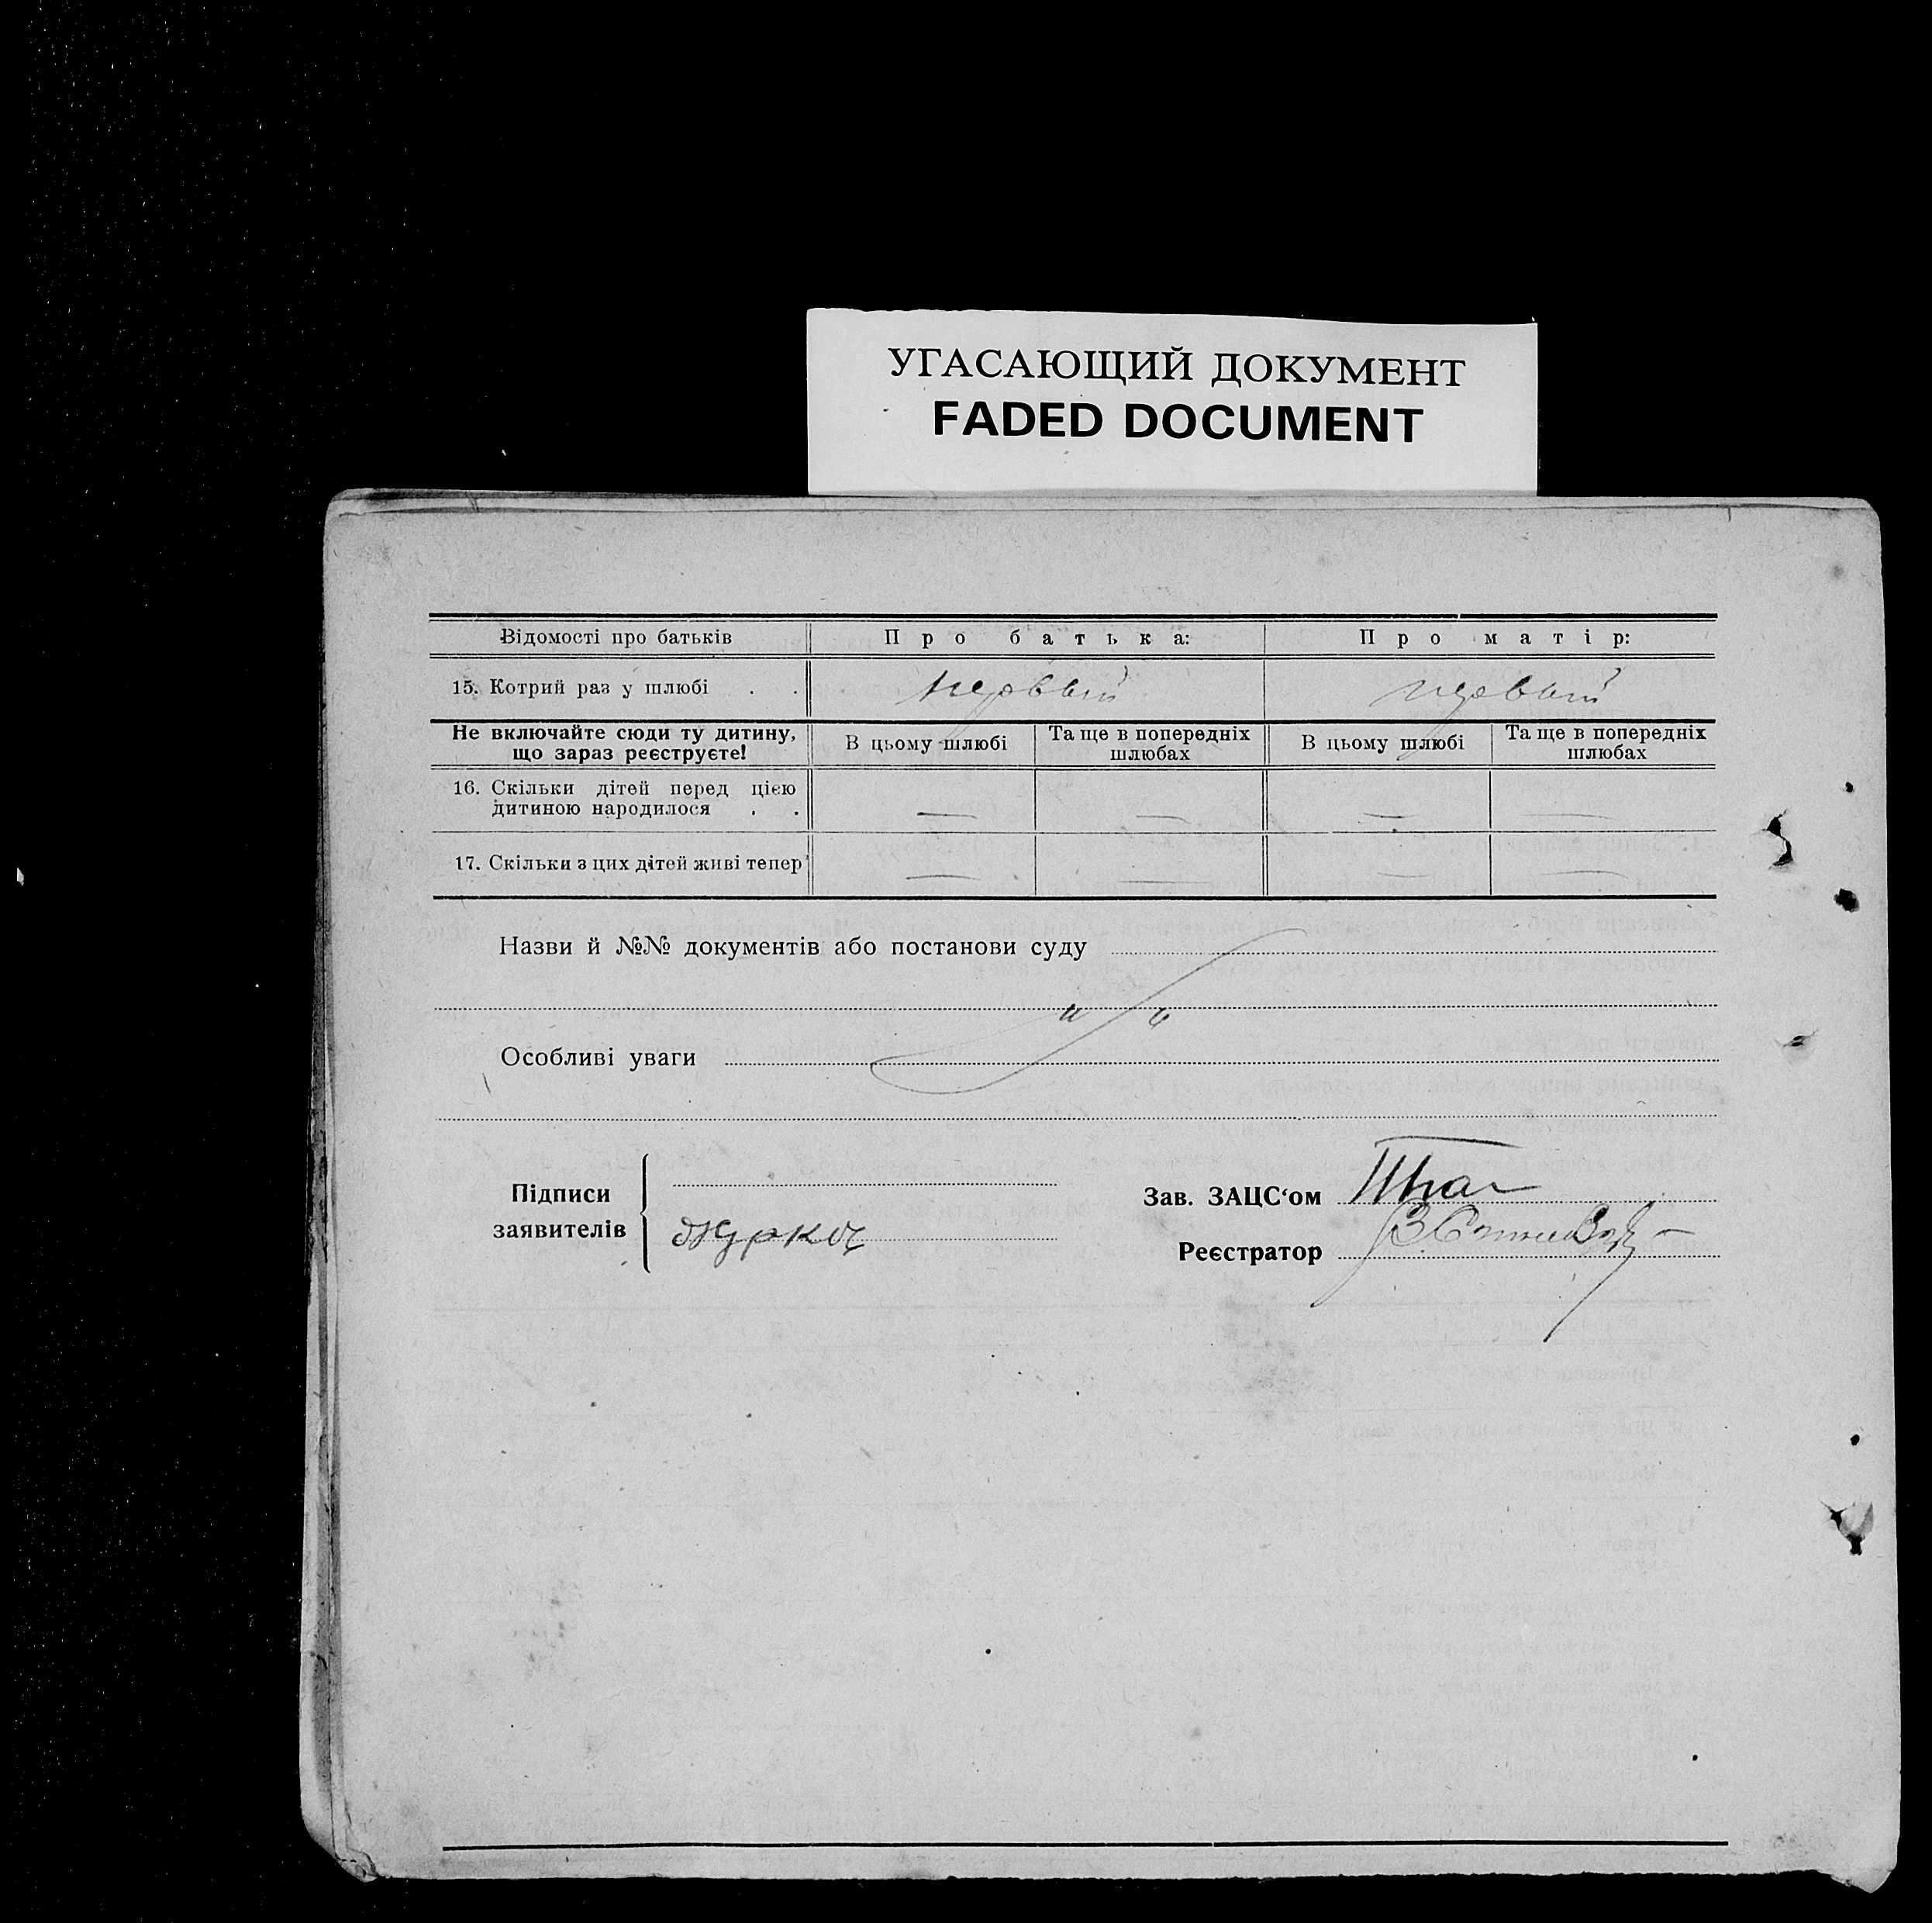 УГАСАЮЩИЙ ДОКУМЕНТ
FADED DOCUMENT
Відомості про батьків Про батька: Про матір:
15. Котрий раз у шлюбі . . первый первый
Не включайте сюди ту дитину, що зараз реєструєте! В цьому шлюбі Та ще в попередніх шлюбах В цьому шлюбі Та ще в попередніх шлюбах
16. Скільки дітей перед цією дитиною народилося . . — — — —
17. Скільки з цих дітей живі тепер — — — —
Назви й №№ документів або постанови суду
Особливі уваги
Підписи заявителів
Зав. ЗАЦС‘ом
Реєстратор